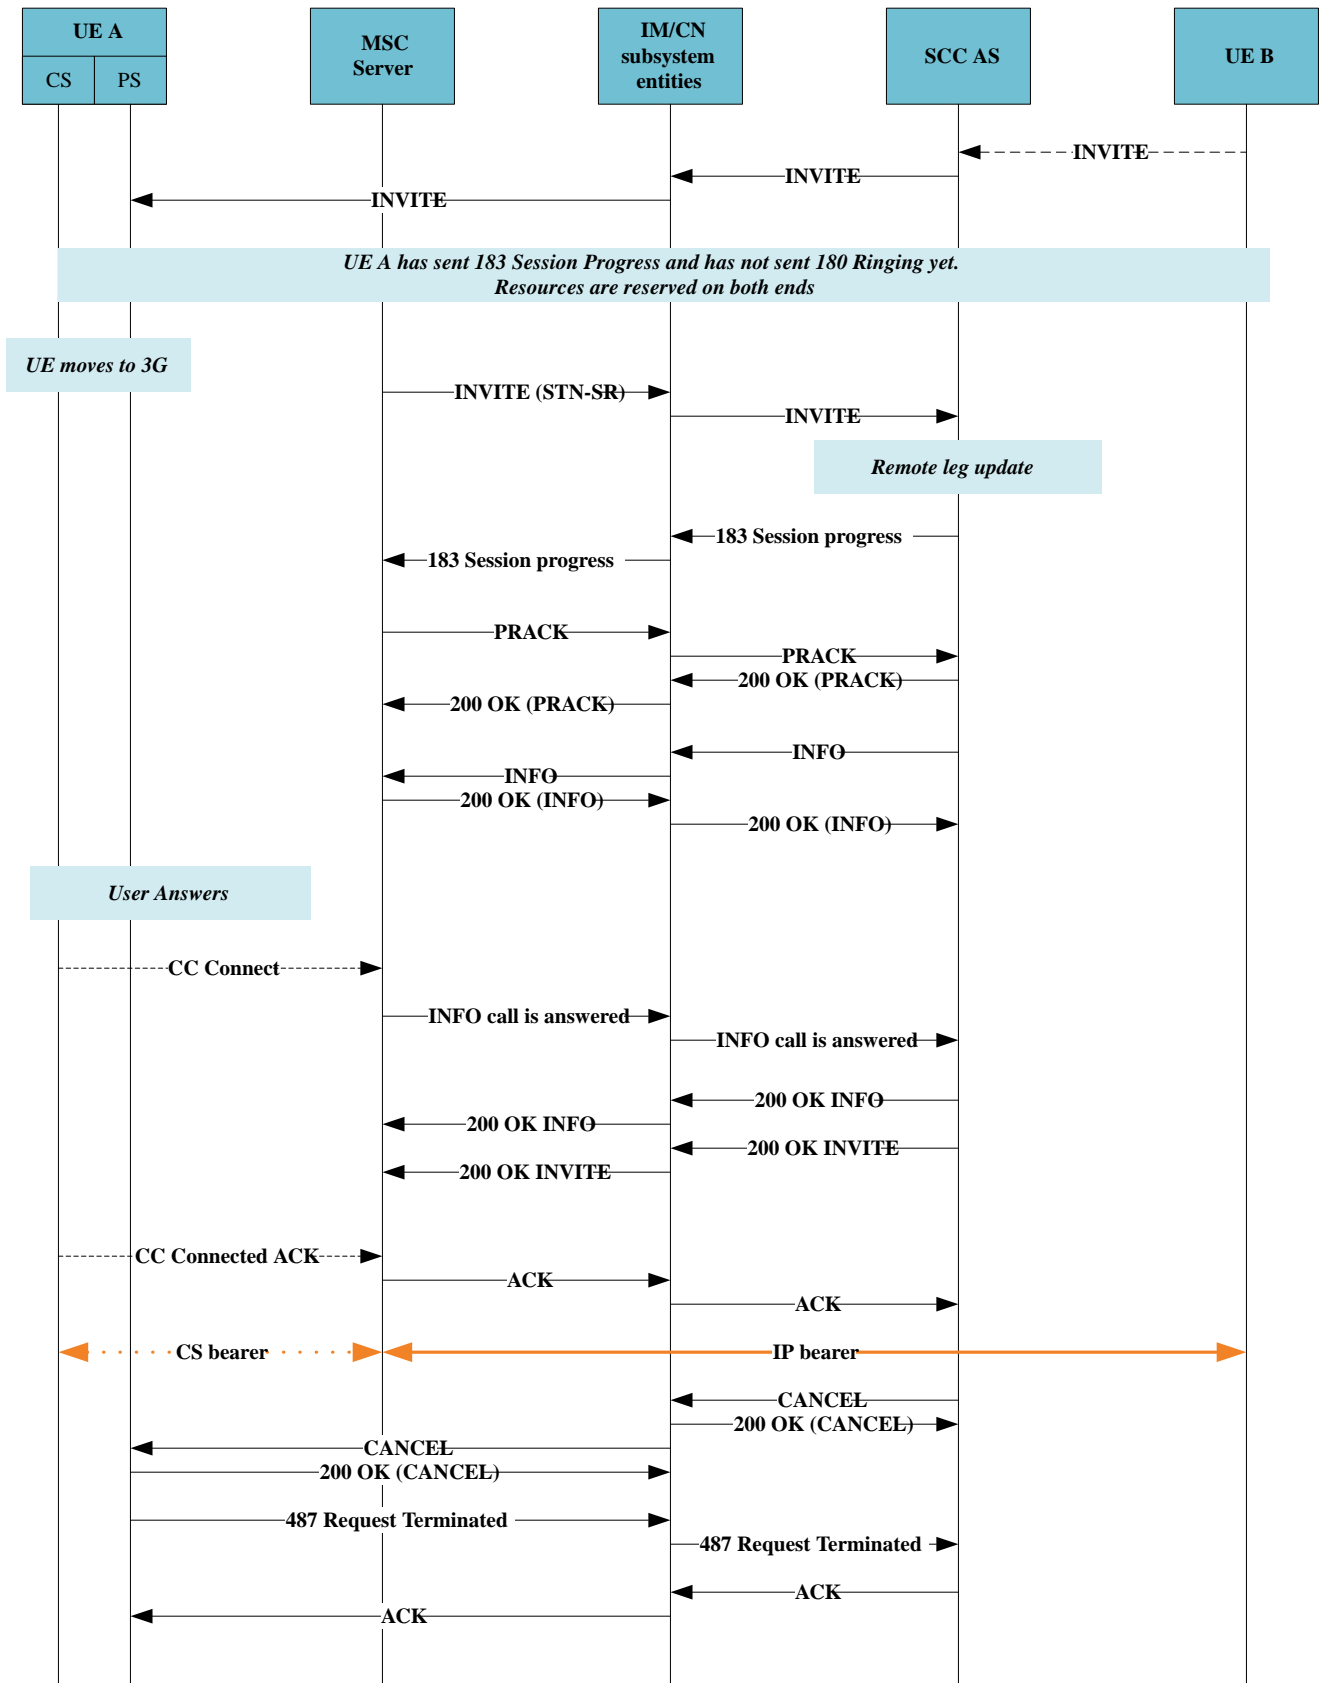 UE A
CS
PS
MSC
Server
IM/CN
subsystem
entities
SCC AS
UE B
INVITE
INVITE
INVITE
UE A has sent 183 Session Progress and has not sent 180 Ringing yet.
Resources are reserved on both ends
UE moves to 3G
INVITE (STN-SR)
INVITE
Remote leg update
183 Session progress
183 Session progress
PRACK
PRACK
200 OK (PRACK)
200 OK (PRACK)
INFO
INFO
200 OK (INFO)
200 OK (INFO)
User Answers
CC Connect
INFO call is answered
INFO call is answered
200 OK INFO
200 OK INFO
200 OK INVITE
200 OK INVITE
CC Connected ACK
ACK
ACK
CS bearer
IP bearer
CANCEL
200 OK (CANCEL)
CANCEL
200 OK (CANCEL)
487 Request Terminated
487 Request Terminated
ACK
ACK